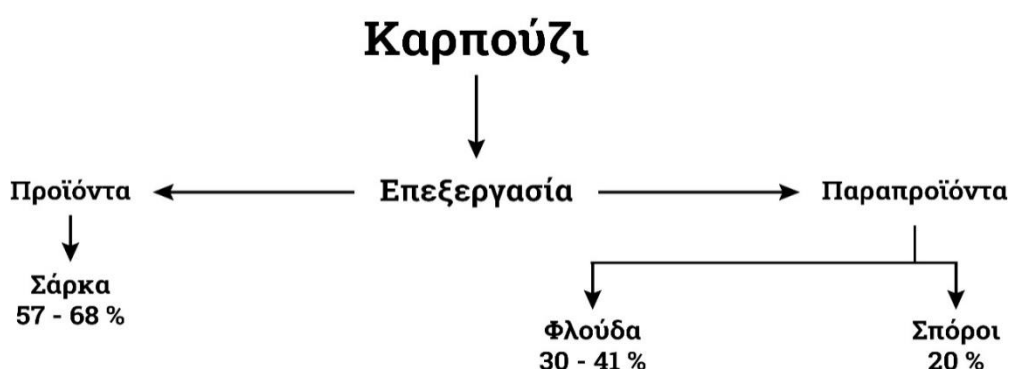 Καρπούζι
Προϊόντα
Επεξεργασία
Παραπροϊόντα
Σάρκα
57 - 68 %
Φλούδα
30 - 41 %
Σπόροι
20 %